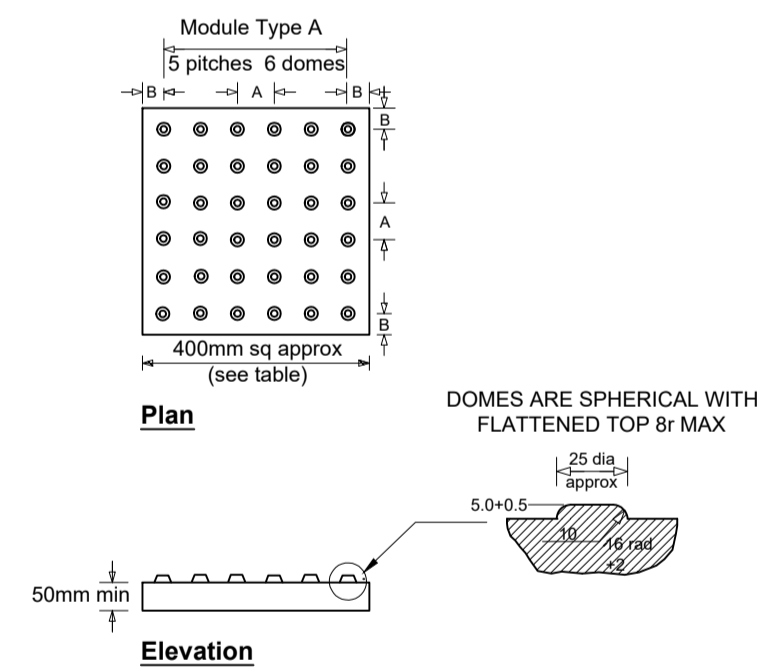 Module Type A
5 pitches 6 domes
B A B
B
A
B
400mm sq approx
(see table)
Plan
DOMES ARE SPHERICAL WITH
FLATTENED TOP 8r MAX
25 dia
approx
5.0+0.5
10 16 rad
+2
50mm min
Elevation